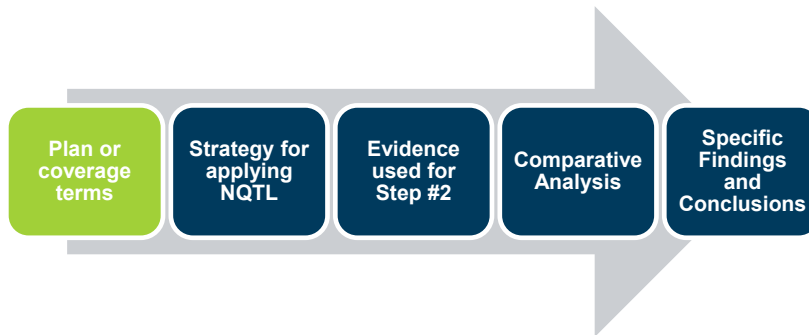 Plan or
coverage
terms
Strategy for
applying
NQTL
Evidence
used for
Step #2
Comparative
Analysis
Specific
Findings
and
Conclusions